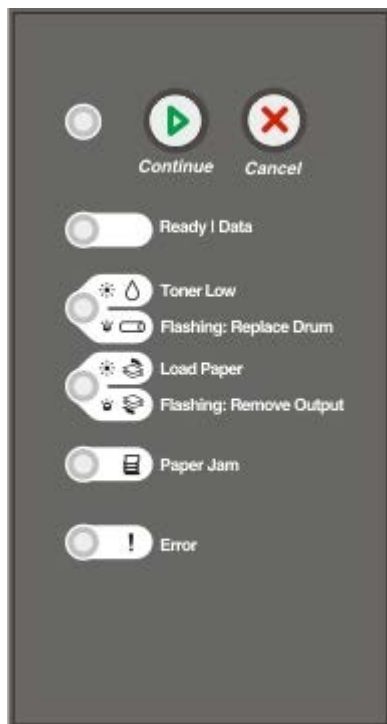 Continue
Cancel
Ready | Data
Toner Low
Flashing: Replace Drum
Load Paper
Flashing: Remove Output
Paper Jam
! Error